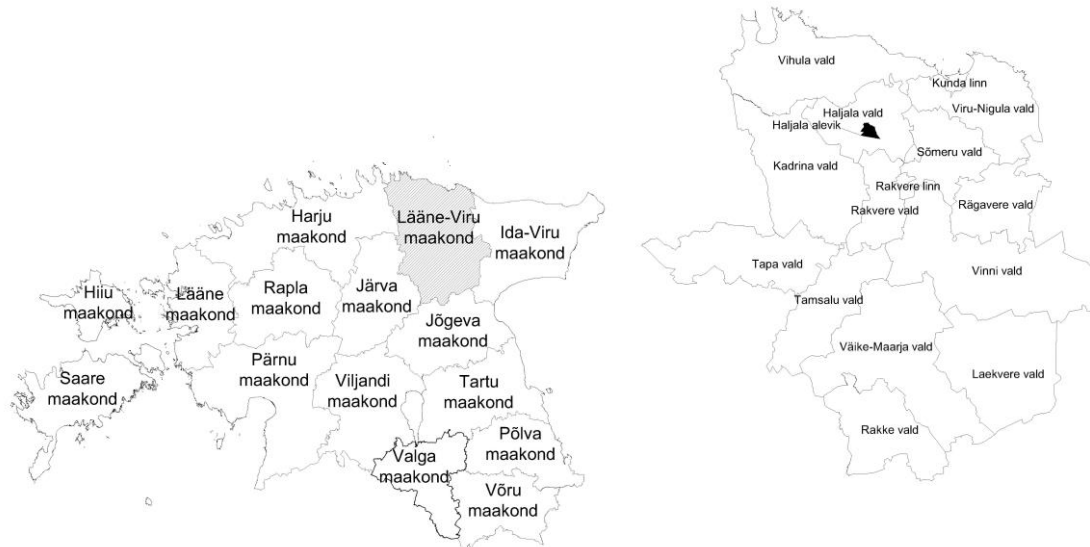 Harju
maakond
Lääne-Viru
maakond
Ida-Viru
maakond
Hiiu
maakond
Lääne
maakond
Rapla
maakond
Järva
maakond
Jõgeva
maakond
Saare
maakond
Pärnu
maakond
Viljandi
maakond
Tartu
maakond
Põlva
maakond
Valga
maakond
Võru
maakond
Vihula vald
Kunda linn
Viru-Nigula vald
Haljala vald
Haljala alevik
Sõmeru vald
Kadrina vald
Rakvere linn
Rakvere vald
Rägavere vald
Tapa vald
Vinni vald
Tamsalu vald
Väike-Maarja vald
Laekvere vald
Rakke vald